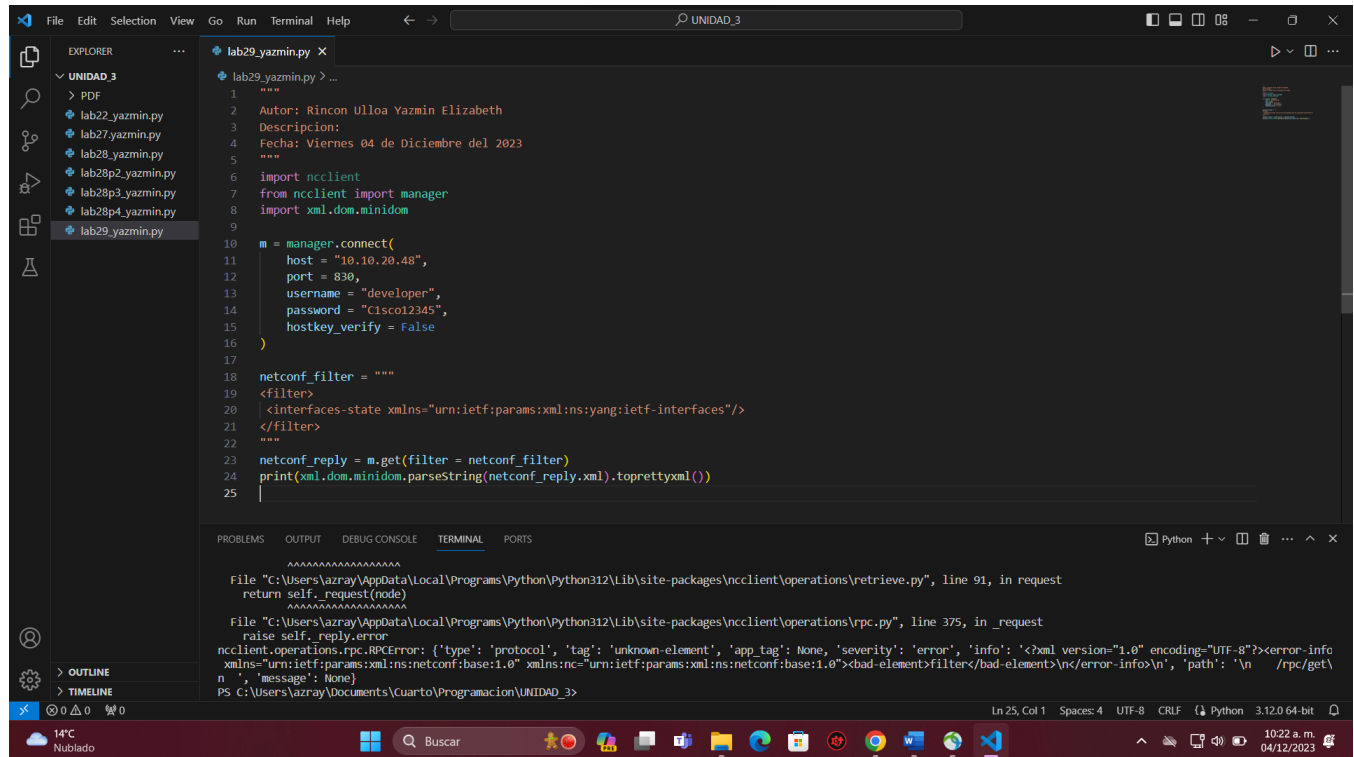 File Edit Selection View Go Run Terminal Help
UNIDAD_3
EXPLORER
UNIDAD_3
PDF
lab22_yazmin.py
lab27.yazmin.py
lab28_yazmin.py
lab28p2_yazmin.py
lab28p3_yazmin.py
lab28p4_yazmin.py
lab29_yazmin.py
OUTLINE
TIMELINE
lab29_yazmin.py
lab29_yazmin.py > ...
1 """
2 Autor: Rincon Ulloa Yazmin Elizabeth
3 Descripcion:
4 Fecha: Viernes 04 de Diciembre del 2023
5 """
6 import ncclient
7 from ncclient import manager
8 import xml.dom.minidom
9
10 m = manager.connect(
11 host = "10.10.20.48",
12 port = 830,
13 username = "developer",
14 password = "C1sco12345",
15 hostkey_verify = False
16 )
17
18 netconf_filter = """
19 <filter>
20 <interfaces-state xmlns="urn:ietf:params:xml:ns:yang:ietf-interfaces"/>
21 </filter>
22 """
23 netconf_reply = m.get(filter = netconf_filter)
24 print(xml.dom.minidom.parseString(netconf_reply.xml).toprettyxml())
25
PROBLEMS OUTPUT DEBUG CONSOLE TERMINAL PORTS
Python
^^^^^^^^^^^^^^^^^^
File "C:\Users\azray\AppData\Local\Programs\Python\Python312\Lib\site-packages\ncclient\operations\retrieve.py", line 91, in request
return self._request(node)
^^^^^^^^^^^^^^^^^^^
File "C:\Users\azray\AppData\Local\Programs\Python\Python312\Lib\site-packages\ncclient\operations\rpc.py", line 375, in _request
raise self._reply.error
ncclient.operations.rpc.RPCError: {'type': 'protocol', 'tag': 'unknown-element', 'app_tag': None, 'severity': 'error', 'info': '<?xml version="1.0" encoding="UTF-8"?><error-info
xmlns="urn:ietf:params:xml:ns:netconf:base:1.0" xmlns:nc="urn:ietf:params:xml:ns:netconf:base:1.0"><bad-element>filter</bad-element>\n</error-info>\n', 'path': '\n /rpc/get\
n ', 'message': None}
PS C:\Users\azray\Documents\Cuarto\Programacion\UNIDAD_3>
0 0 0
Ln 25, Col 1 Spaces: 4 UTF-8 CRLF Python 3.12.0 64-bit
14°C
Nublado
Buscar
10:22 a. m.
04/12/2023